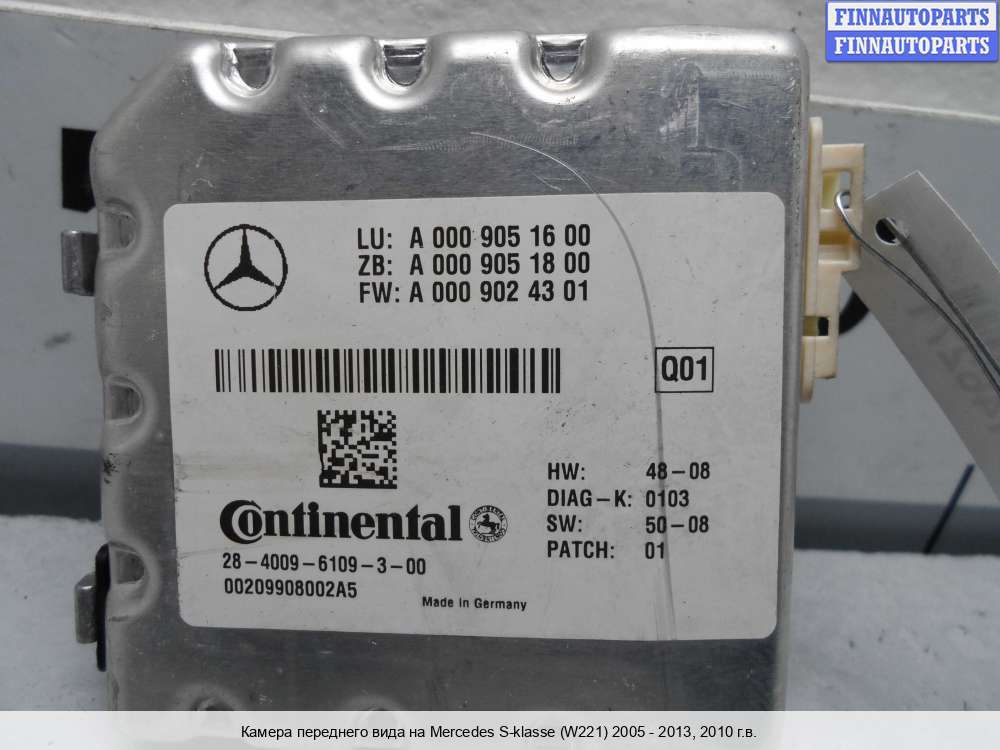 FINNAUTOPARTS
FINNAUTOPARTS
LU: A 000 905 16 00
ZB: A 000 905 18 00
FW: A 000 902 43 01
Q01
HW: 48-08
DIAG-K: 0103
SW: 50-08
PATCH: 01
Continental
28-4009-6109-3-00
00209908002A5
Made in Germany
Камера переднего вида на Mercedes S-klasse (W221) 2005 - 2013, 2010 г.в.